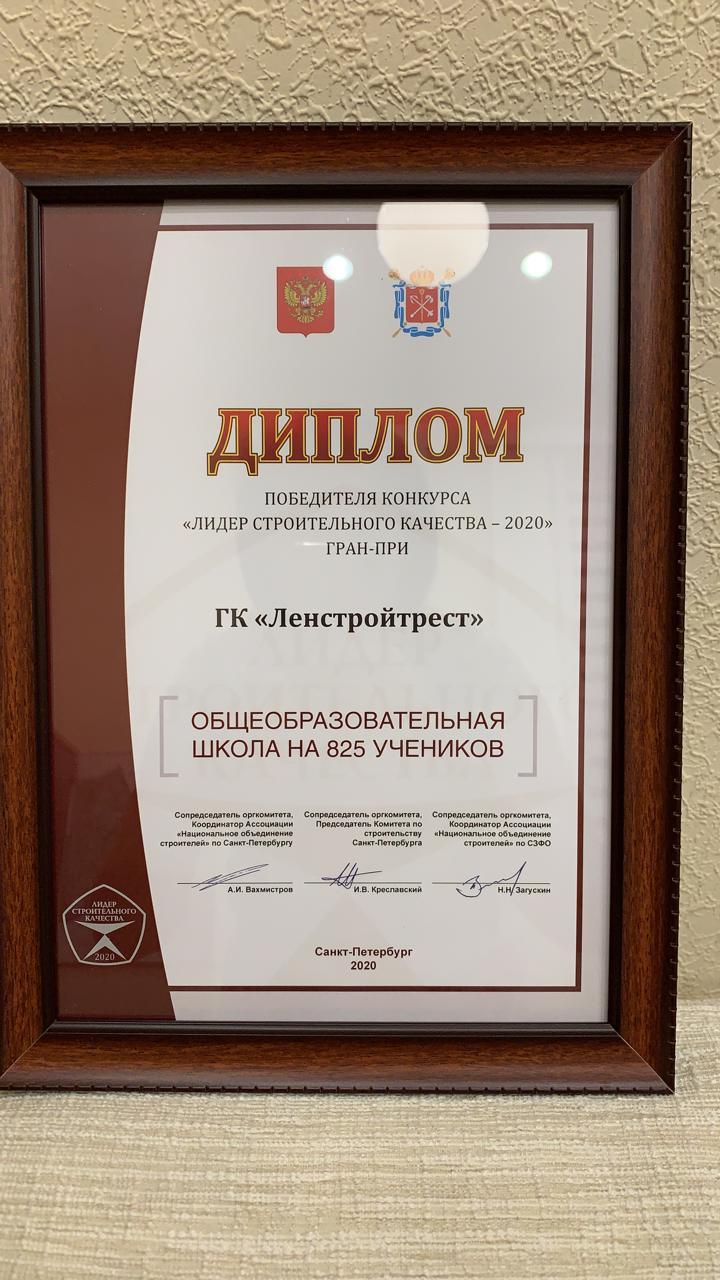 ДИПЛОМ
ПОБЕДИТЕЛЯ КОНКУРСА
«ЛИДЕР СТРОИТЕЛЬНОГО КАЧЕСТВА – 2020»
ГРАН-ПРИ
ГК «Ленстройтрест»
ОБЩЕОБРАЗОВАТЕЛЬНАЯ
ШКОЛА НА 825 УЧЕНИКОВ
Сопредседатель оргкомитета,
Координатор Ассоциации
«Национальное объединение
строителей» по Санкт-Петербургу
А.И. Вахмистров
Сопредседатель оргкомитета,
Председатель Комитета по
строительству
Санкт-Петербурга
И.В. Креславский
Сопредседатель оргкомитета,
Координатор Ассоциации
«Национальное объединение
строителей» по СЗФО
Н.Н. Загускин
ЛИДЕР
СТРОИТЕЛЬНОГО
КАЧЕСТВА
2020
Санкт-Петербург
2020